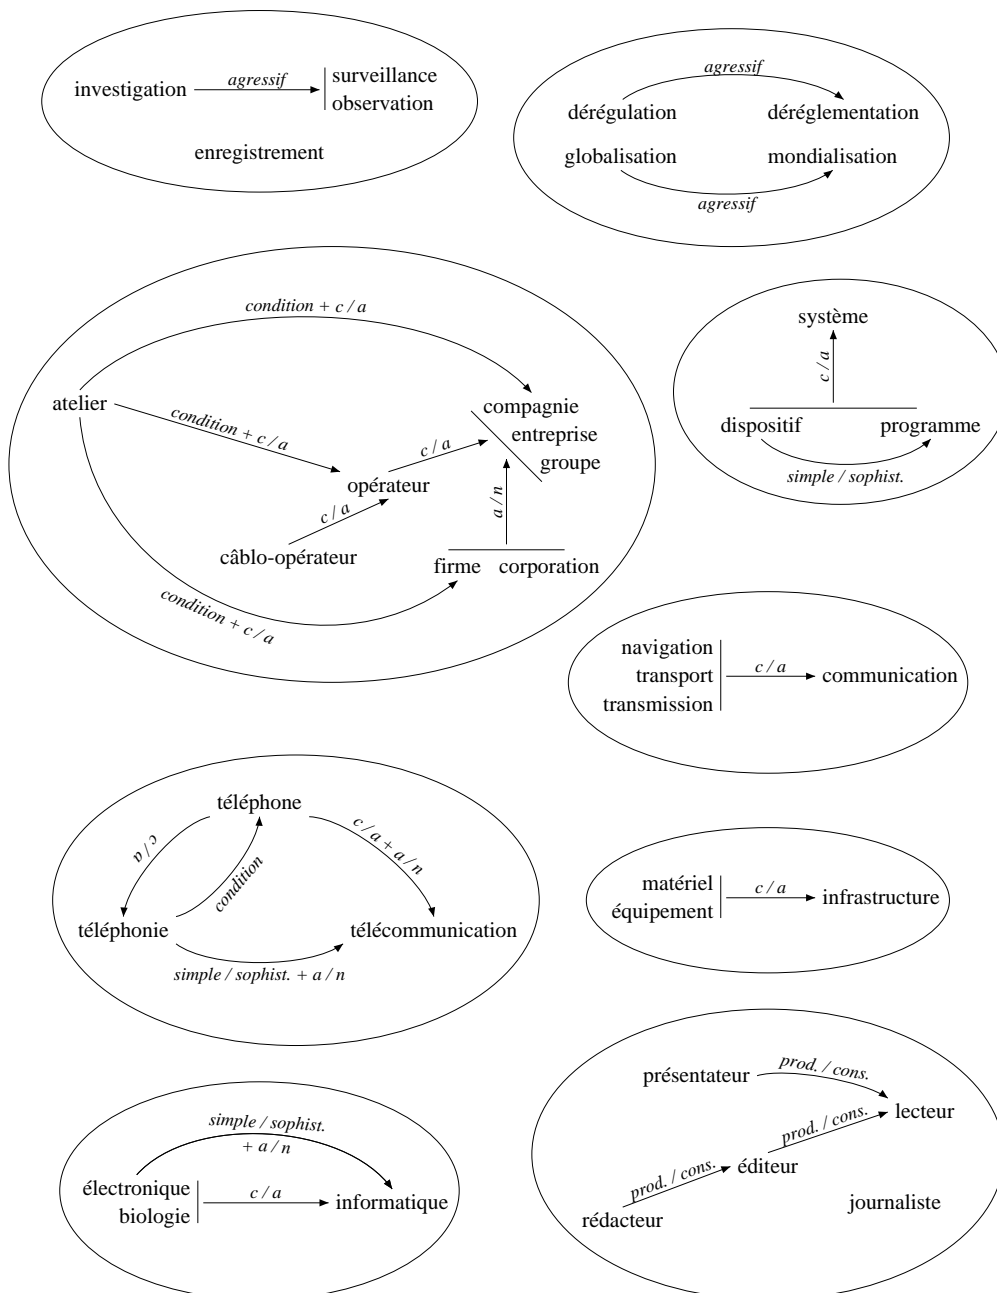 agressif
investigation
surveillance
observation
enregistrement
agressif
dérégulation
déréglementation
globalisation
mondialisation
agressif
condition + c / a
atelier
condition + c / a
compagnie
entreprise
groupe
c / a
opérateur
c / a
a / n
câblo-opérateur
firme
corporation
condition + c / a
système
c / a
dispositif
programme
simple / sophist.
navigation
transport
transmission
c / a
communication
téléphone
c / a
condition
c / a + a / n
téléphonie
télécommunication
simple / sophist. + a / n
matériel
équipement
c / a
infrastructure
simple / sophist.
+ a / n
électronique
biologie
c / a
informatique
présentateur
prod. / cons.
lecteur
prod. / cons.
éditeur
prod. / cons.
rédacteur
journaliste